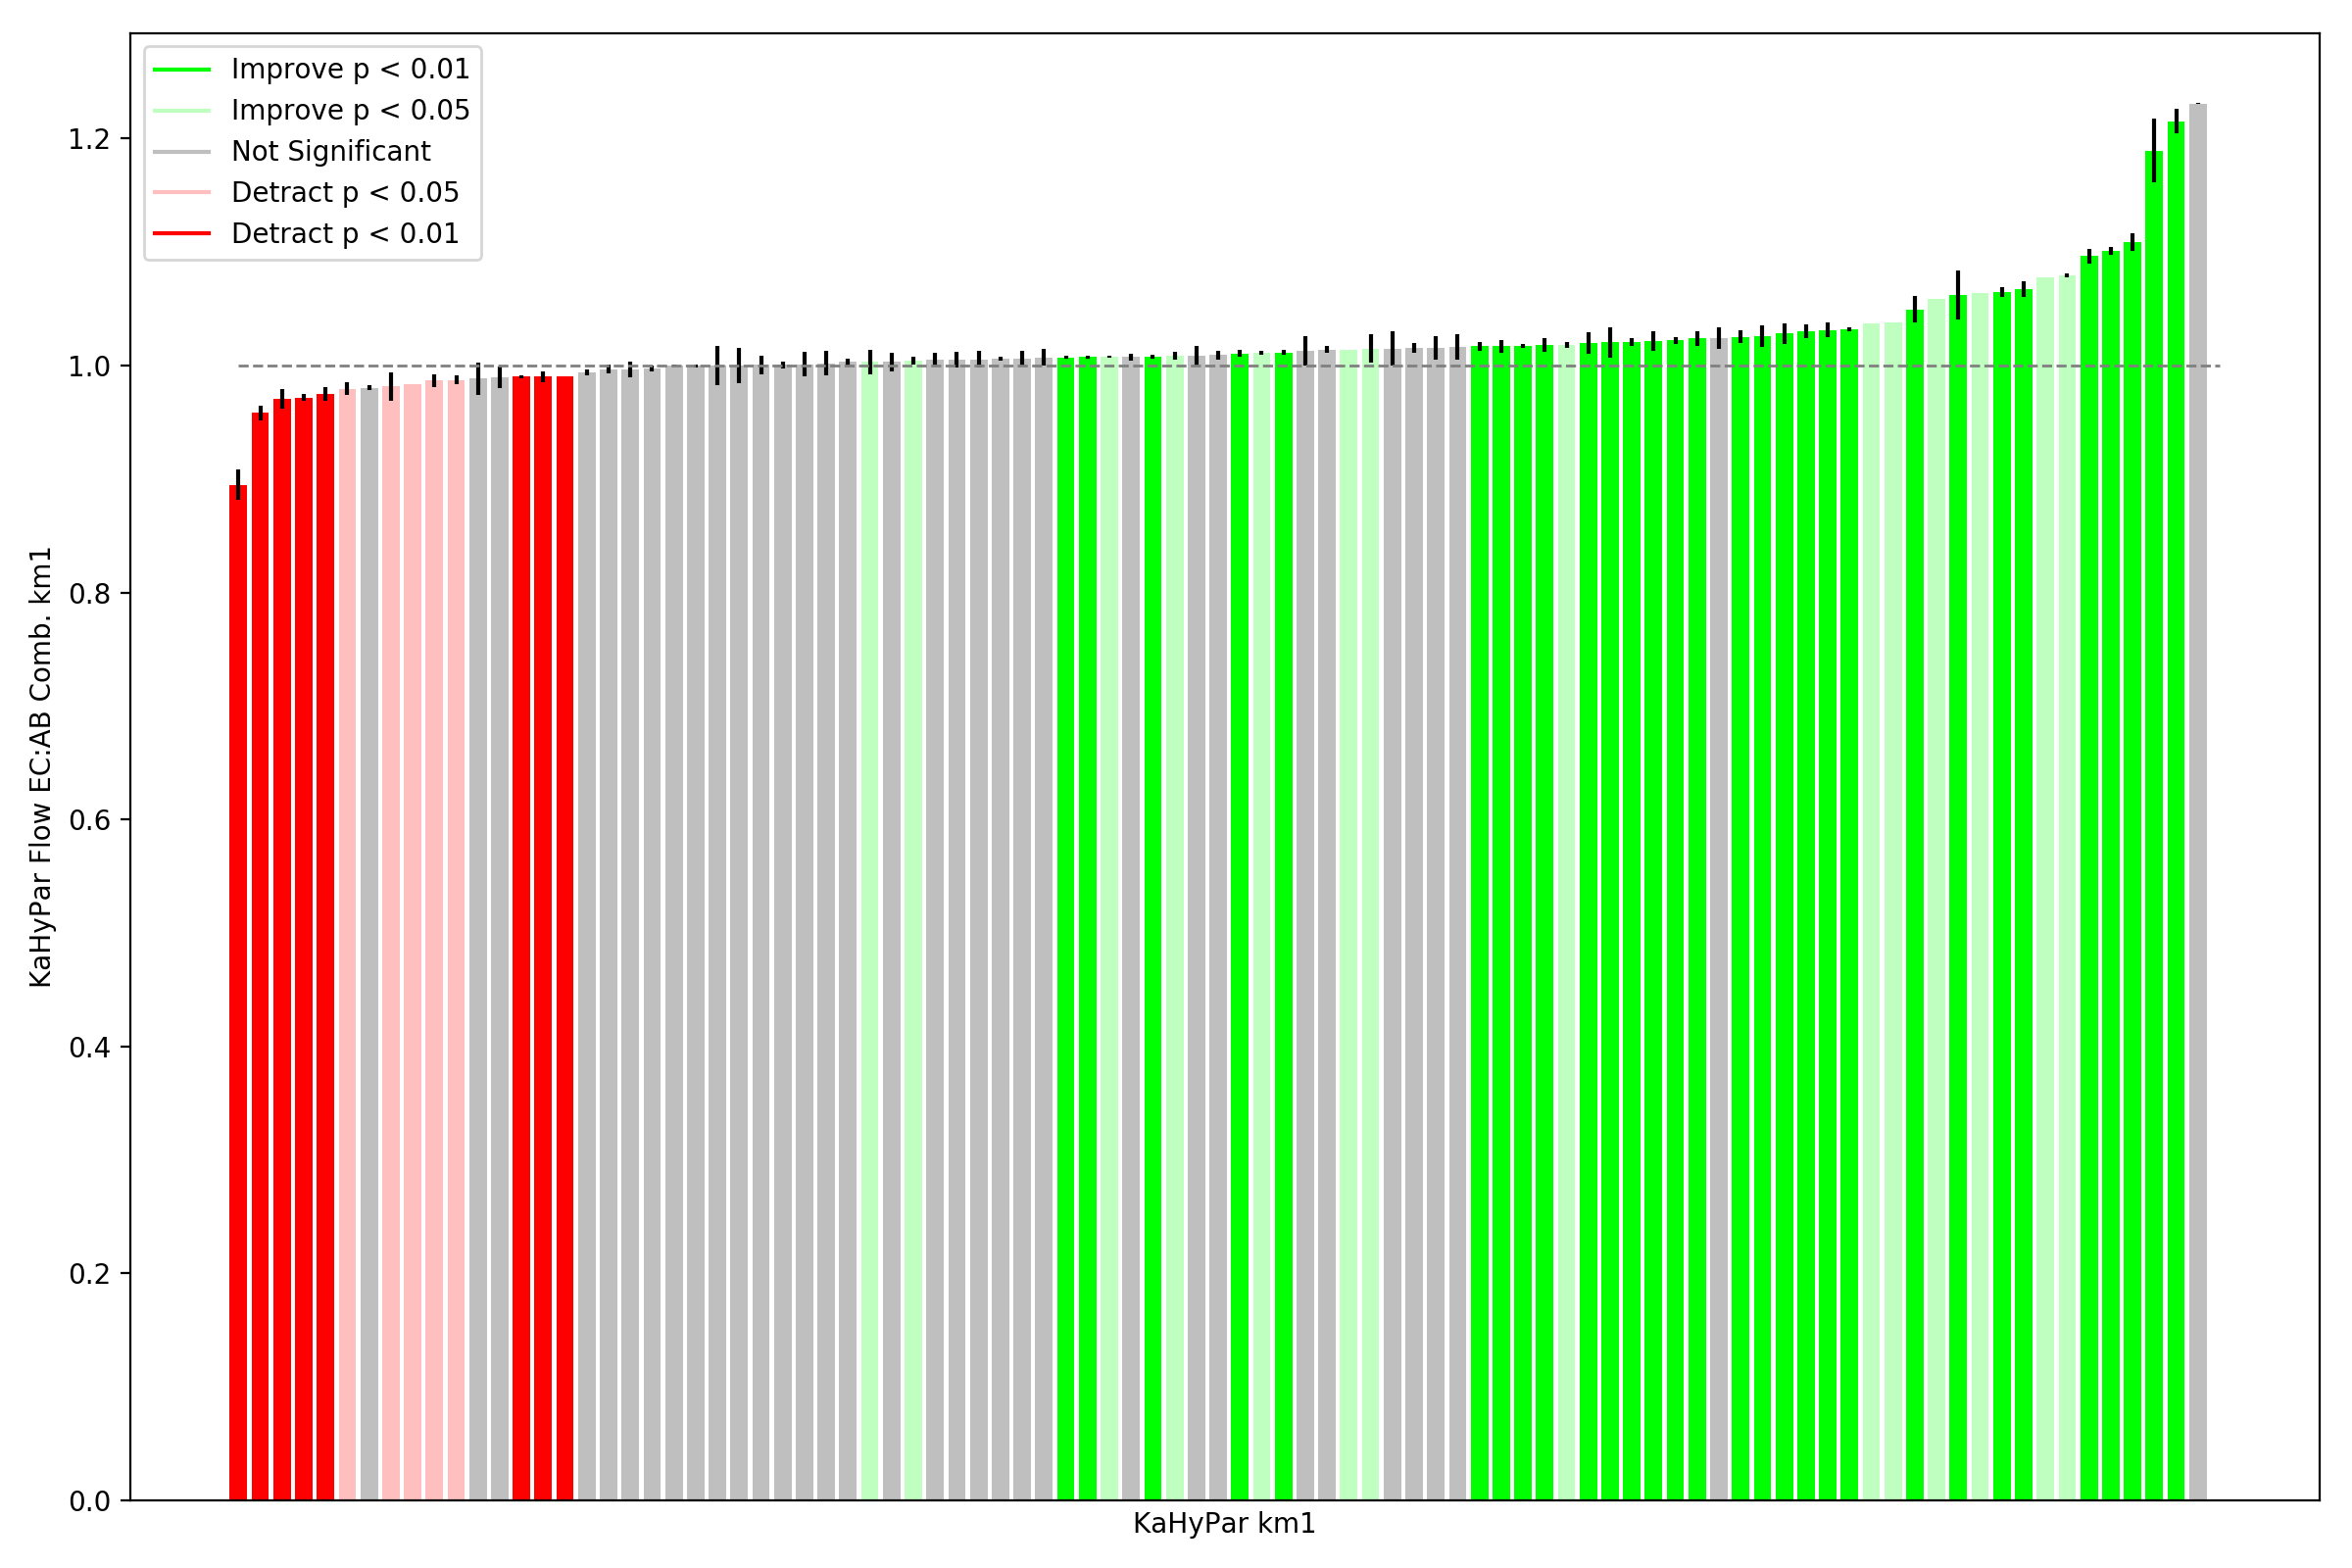 Improve p < 0.01
Improve p < 0.05
Not Significant
Detract p < 0.05
Detract p < 0.01
1.2
1.0
0.8
0.6
0.4
0.2
0.0
KaHyPar Flow EC:AB Comb. km1
KaHyPar km1